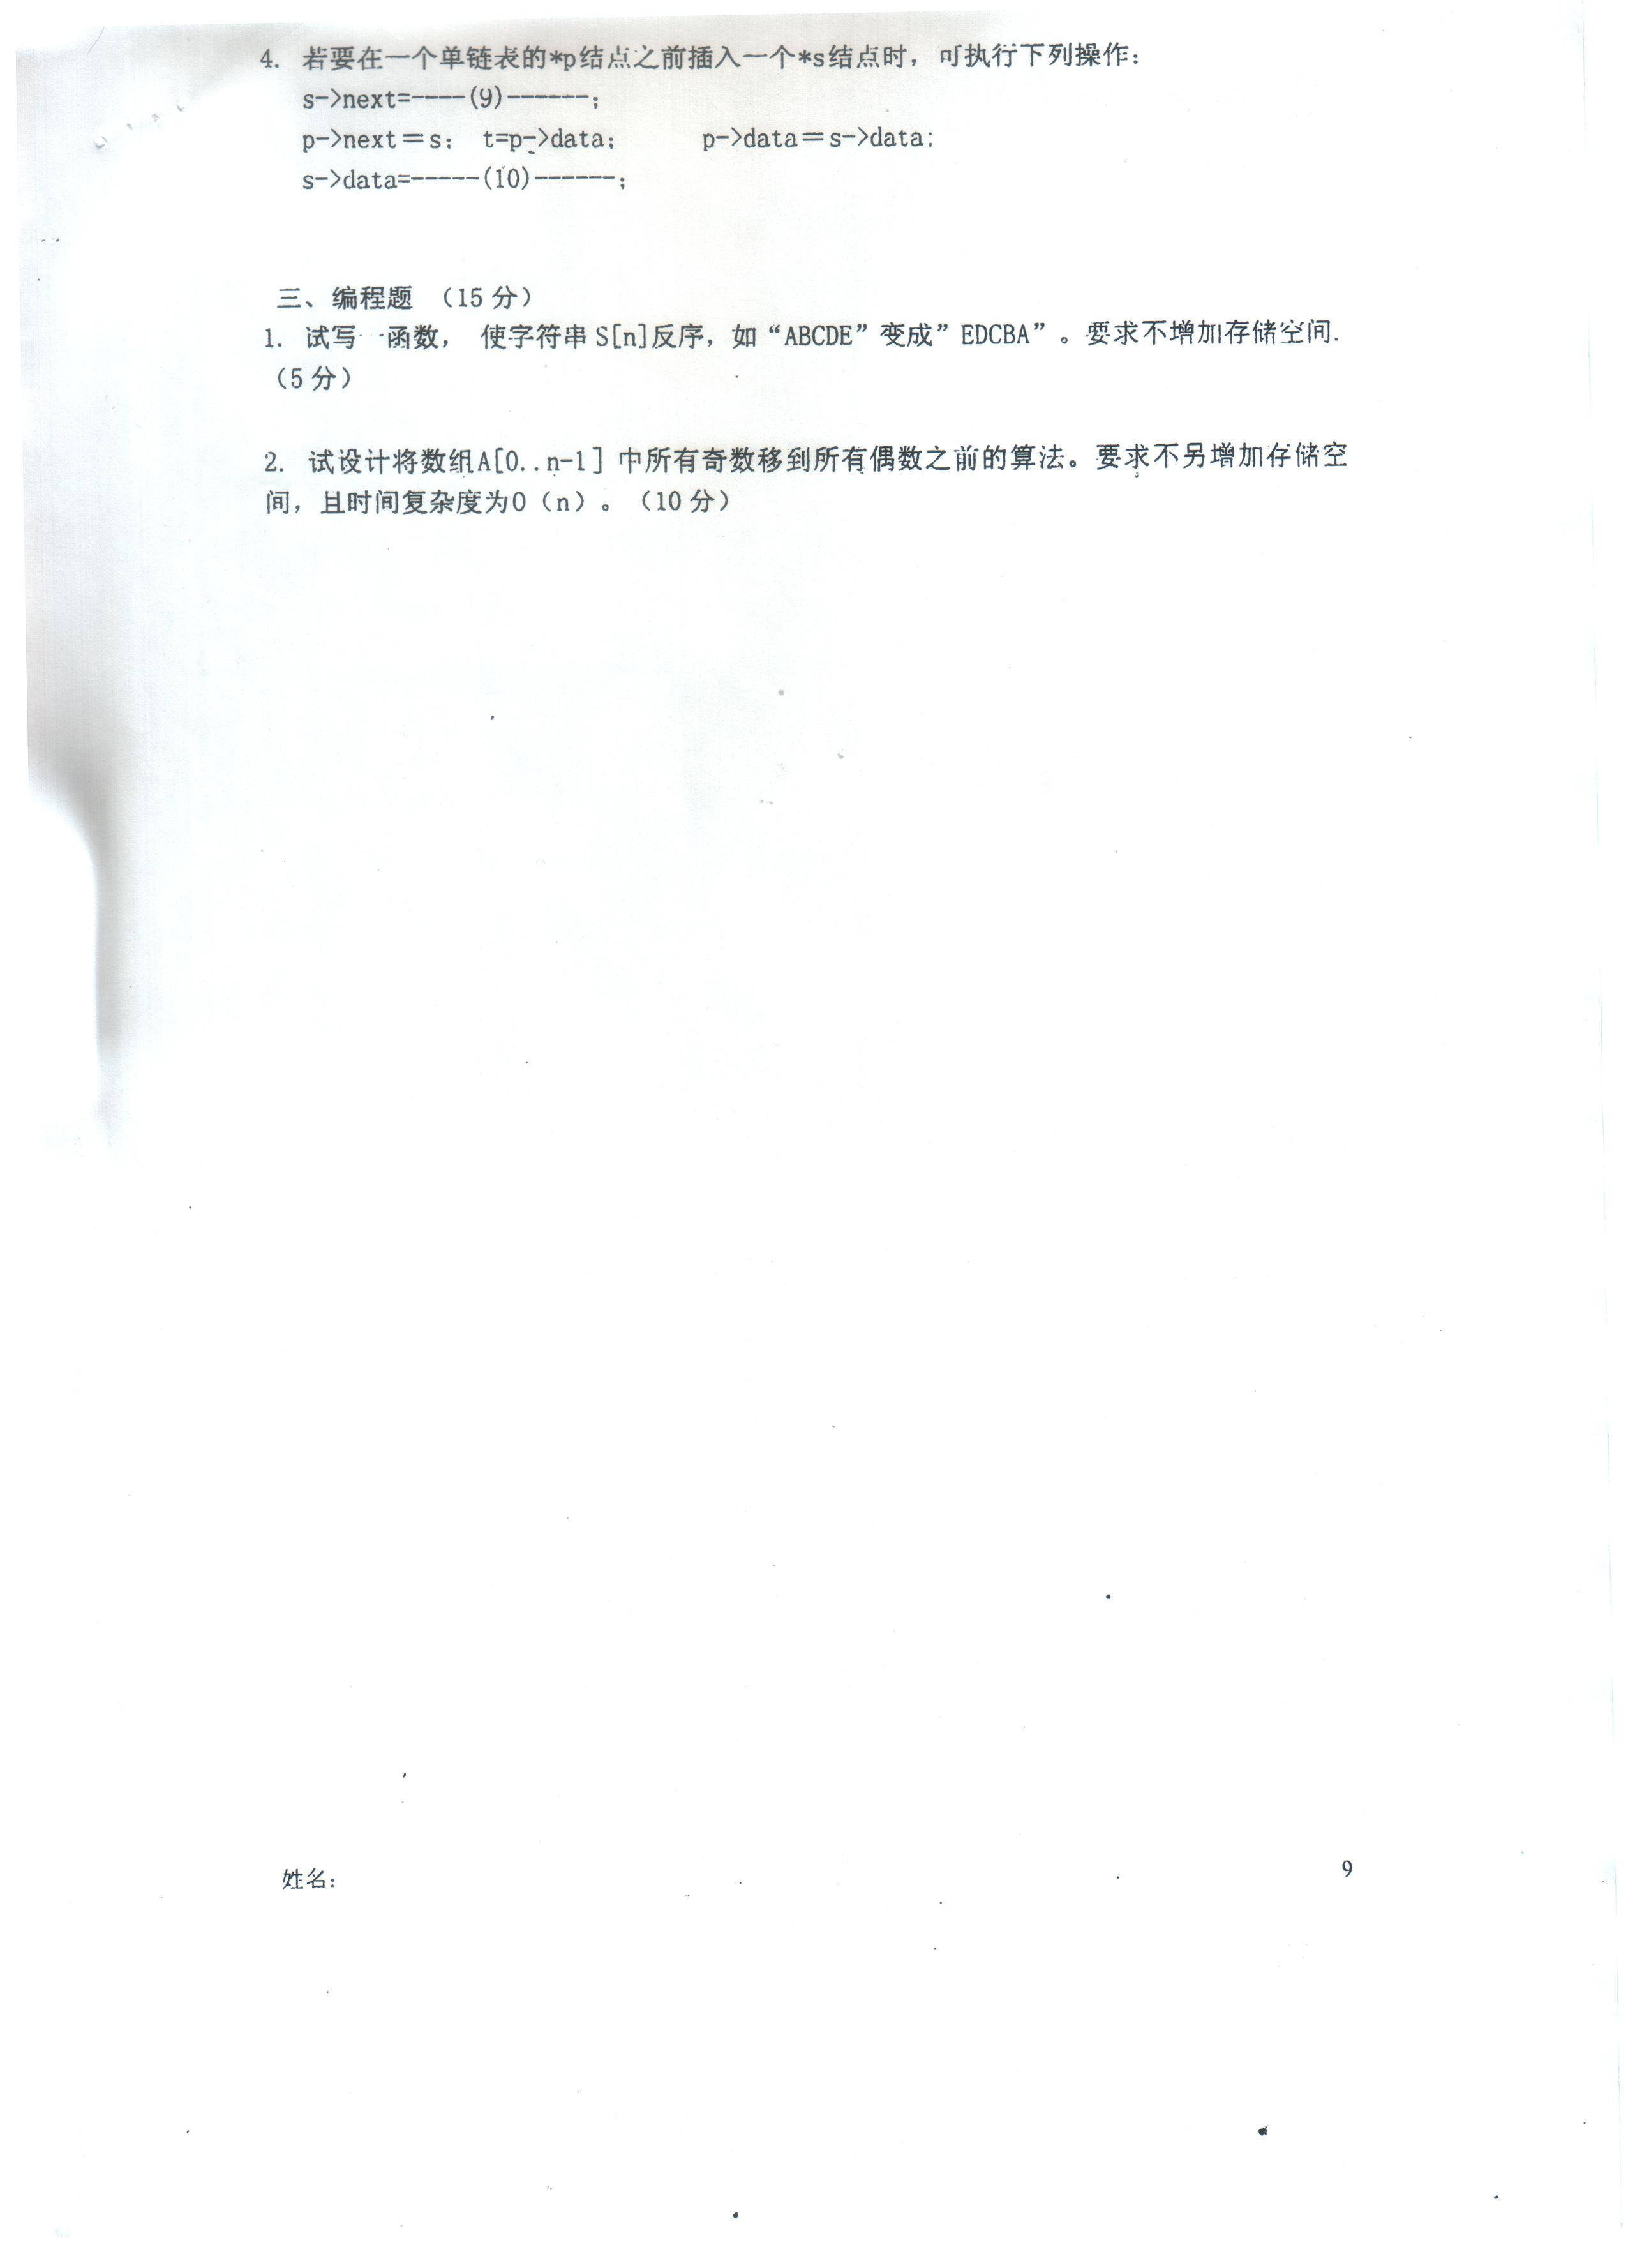 4. 若要在一个单链表的*p结点之前插入一个*s结点时，可执行下列操作：
s->next=----(9)------;
p->next＝s; t=p->data; p->data＝s->data;
s->data=-----(10)------;
三、编程题 （15 分）
1. 试写一函数， 使字符串 S[n]反序，如“ABCDE”变成”EDCBA”。要求不增加存储空间.
（5 分）
2. 试设计将数组A[0..n-1] 中所有奇数移到所有偶数之前的算法。要求不另增加存储空
间，且时间复杂度为O（n）。（10 分）
姓名：
9